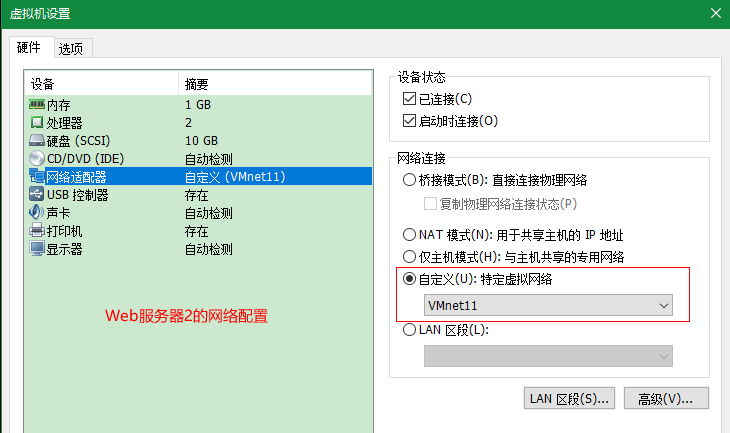 虚拟机设置
硬件 选项
设备 摘要
内存 1 GB
处理器 2
硬盘 (SCSI) 10 GB
CD/DVD (IDE) 自动检测
网络适配器 自定义 (VMnet11)
USB 控制器 存在
声卡 自动检测
打印机 存在
显示器 自动检测
Web服务器2的网络配置
设备状态
已连接(C)
启动时连接(O)
网络连接
桥接模式(B): 直接连接物理网络
复制物理网络连接状态(P)
NAT 模式(N): 用于共享主机的 IP 地址
仅主机模式(H): 与主机共享的专用网络
自定义(U): 特定虚拟网络
VMnet11
LAN 区段(L):
LAN 区段(S)... 高级(V)...